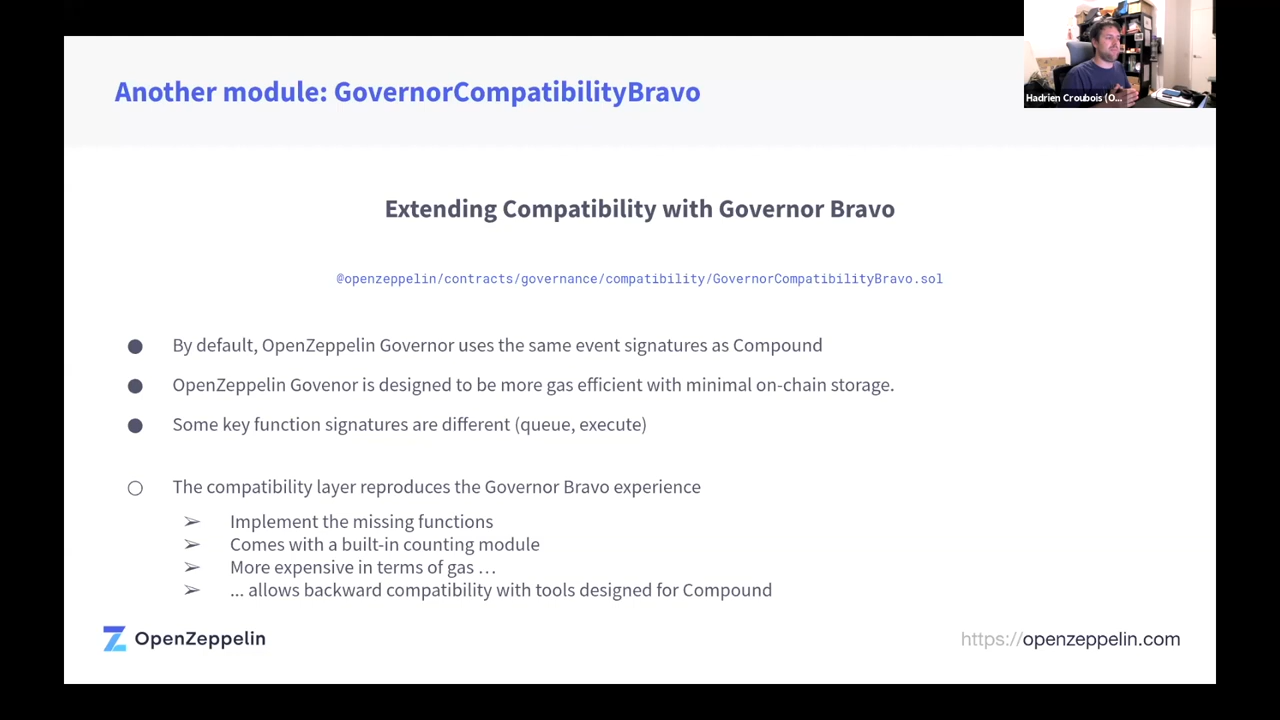 Another module: GovernorCompatibilityBravo
Hadrien Croubois (O...
Extending Compatibility with Governor Bravo
@openzeppelin/contracts/governance/compatibility/GovernorCompatibilityBravo.sol
● By default, OpenZeppelin Governor uses the same event signatures as Compound
● OpenZeppelin Govenor is designed to be more gas efficient with minimal on-chain storage.
● Some key function signatures are different (queue, execute)
○ The compatibility layer reproduces the Governor Bravo experience
➢ Implement the missing functions
➢ Comes with a built-in counting module
➢ More expensive in terms of gas …
➢ ... allows backward compatibility with tools designed for Compound
OpenZeppelin
https://openzeppelin.com